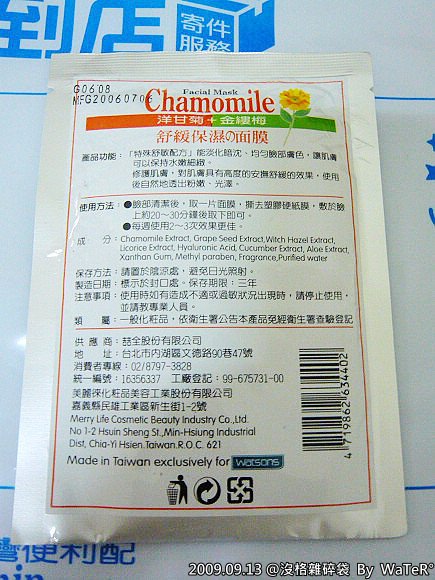 到店
寄件
服務
G0608
MFG20060706
Facial Mask
Chamomile
洋甘菊+金縷梅
舒緩保濕の面膜
產品功能：「特殊舒敏配方」能淡化暗沈、均勻臉部膚色，讓肌膚
可以保持水嫩細緻。
修護肌膚，對肌膚具有高度的安撫舒緩的效果，使用
後自然地透出粉嫩、光澤。
使用方法：●臉部清潔後，取一片面膜，撕去塑膠硬紙膜，敷於臉
上約20~30分鐘後取下即可。
●每週使用2~3次效果更佳。
成　分：Chamomile Extract, Grape Seed Extract,Witch Hazel Extract,
Licorice Extract, Hyaluronic Acid, Cucumber Extract, Aloe Extract,
Xantham Gum, Methyl paraben, Fragrance,Purified water
保存方法：請置於陰涼處，避免日光照射。
製造日期：標示於封口處。保存期限：三年
注意事項：使用時如有造成不適或過敏狀況出現時，請停止使用，
並請教專業人員。
類　屬：一般化粧品，依衛生署公告本產品免經衛生署查驗登記
供 應 商：喆全股份有限公司
地　址：台北市內湖區文德路90巷47號
消費者專線：02/8797-3828
統一編號：16356337 工廠登記：99-675731-00
美麗徠化粧品美容工業股份有限公司
嘉義縣民雄工業區新生街1-2號
Merry Life Cosmetic Beauty Industry Co.,Ltd.
No 1-2 Hsuin Sheng St.,Min-Hsiung Industrial
Dist, Chia-Yi Hsien.Taiwan.R.O.C. 621
Made in Taiwan exclusively for watsons
4 719862 634402
便利配
2009.09.13 @沒格雜碎袋 By WaTeR°